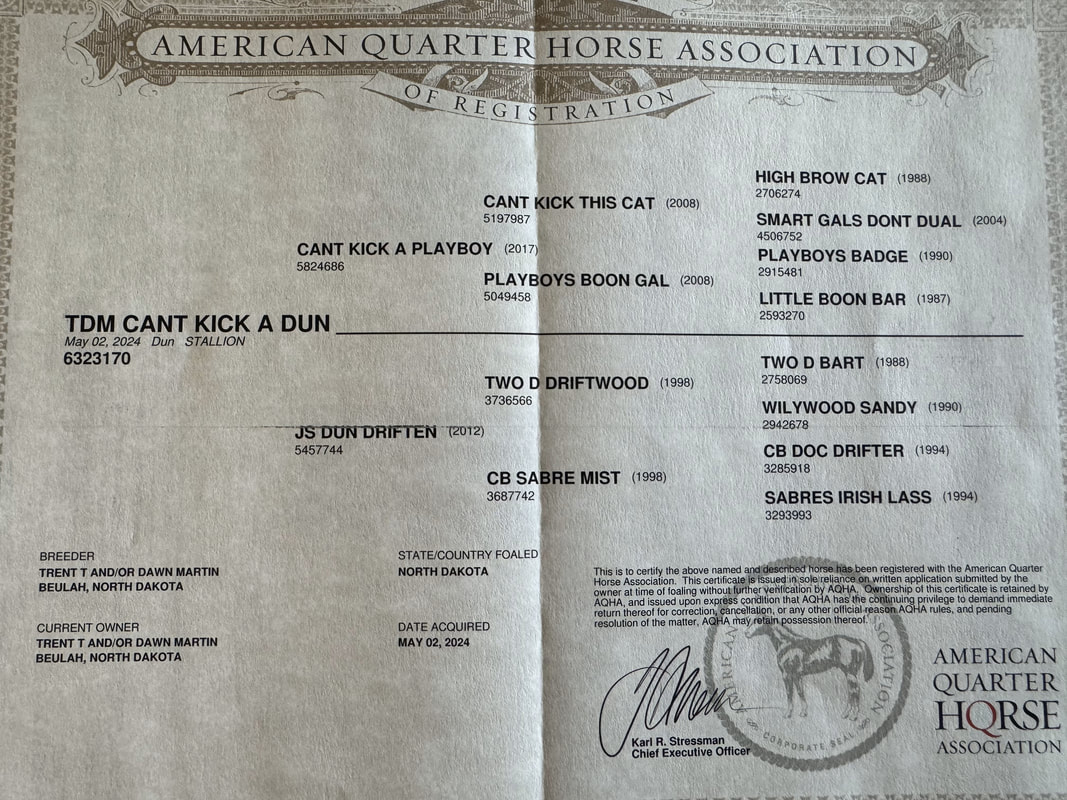 AMERICAN QUARTER HORSE ASSOCIATION
OF REGISTRATION
HIGH BROW CAT (1988)
2706274
CANT KICK THIS CAT (2008)
5197987
SMART GALS DONT DUAL (2004)
4506752
CANT KICK A PLAYBOY (2017)
5824686
PLAYBOYS BADGE (1990)
2915481
PLAYBOYS BOON GAL (2008)
5049458
LITTLE BOON BAR (1987)
2593270
TDM CANT KICK A DUN
May 02, 2024 Dun STALLION
6323170
TWO D BART (1988)
2758069
TWO D DRIFTWOOD (1998)
3736566
WILYWOOD SANDY (1990)
2942678
JS DUN DRIFTEN (2012)
5457744
CB DOC DRIFTER (1994)
3285918
CB SABRE MIST (1998)
3687742
SABRES IRISH LASS (1994)
3293993
BREEDER
TRENT T AND/OR DAWN MARTIN
BEULAH, NORTH DAKOTA
STATE/COUNTRY FOALED
NORTH DAKOTA
CURRENT OWNER
TRENT T AND/OR DAWN MARTIN
BEULAH, NORTH DAKOTA
DATE ACQUIRED
MAY 02, 2024
This is to certify the above named and described horse has been registered with the American Quarter
Horse Association. This certificate is issued in sole reliance on written application submitted by the
owner at time of foaling without further verification by AQHA. Ownership of this certificate is retained by
AQHA, and issued upon express condition that AQHA has the continuing privilege to demand immediate
return thereof for correction, cancellation, or any other official reason AQHA rules, and pending
resolution of the matter, AQHA may retain possession thereof.
Karl R. Stressman
Chief Executive Officer
CORPORATE SEAL
AMERICAN
QUARTER
HORSE
ASSOCIATION